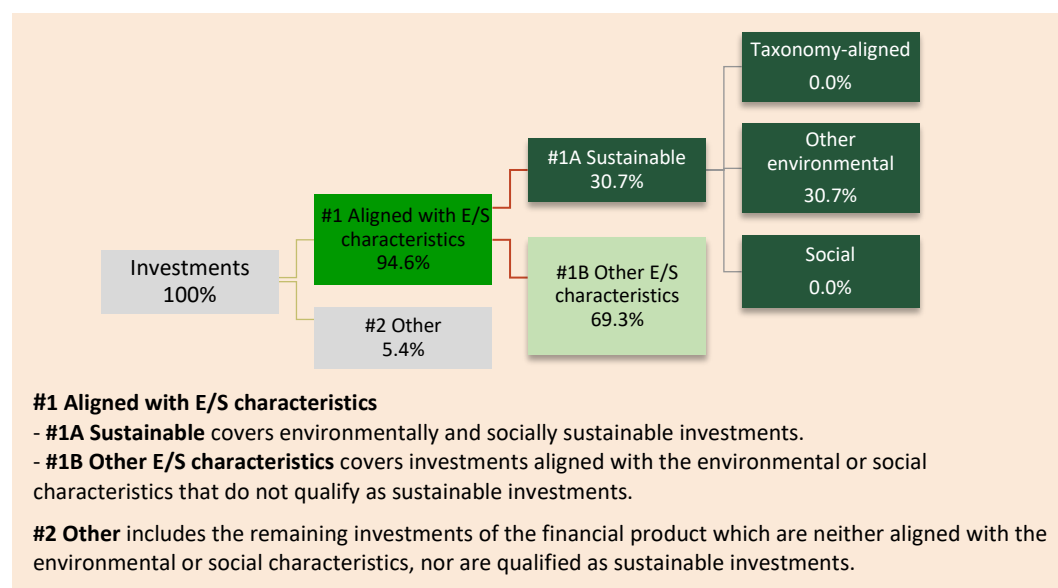 Investments
100%
#1 Aligned with E/S
characteristics
94.6%
#2 Other
5.4%
#1A Sustainable
30.7%
#1B Other E/S
characteristics
69.3%
Taxonomy-aligned
0.0%
Other
environmental
30.7%
Social
0.0%
#1 Aligned with E/S characteristics
- #1A Sustainable covers environmentally and socially sustainable investments.
- #1B Other E/S characteristics covers investments aligned with the environmental or social
characteristics that do not qualify as sustainable investments.
#2 Other includes the remaining investments of the financial product which are neither aligned with the
environmental or social characteristics, nor are qualified as sustainable investments.